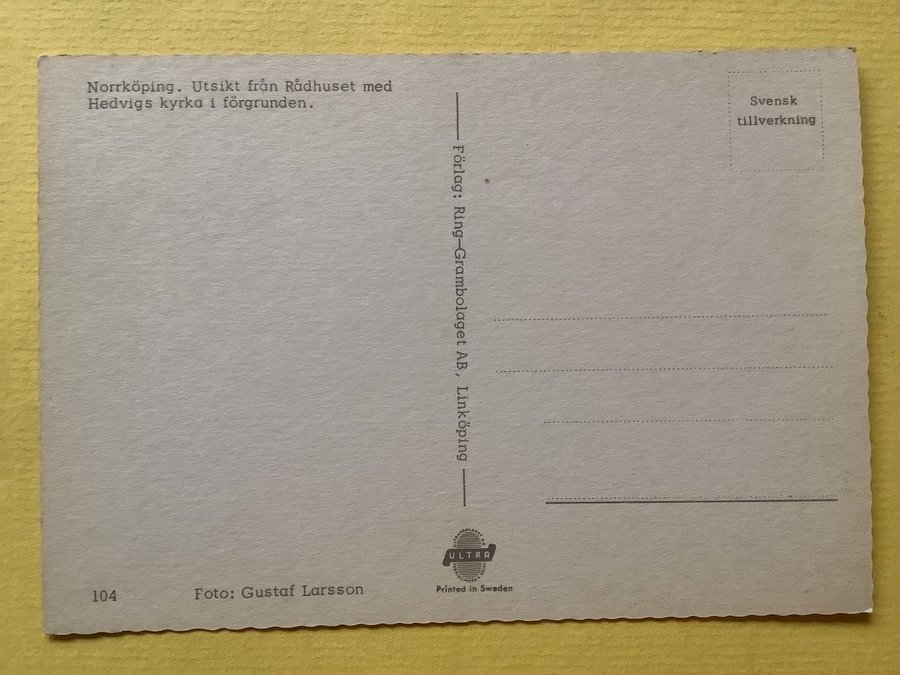 Norrköping. Utsikt från Rådhuset med
Hedvigs kyrka i förgrunden.
Svensk
tillverkning
Förlag: Ring-Grambolaget AB, Linköping
104
Foto: Gustaf Larsson
ULTRA
Printed in Sweden